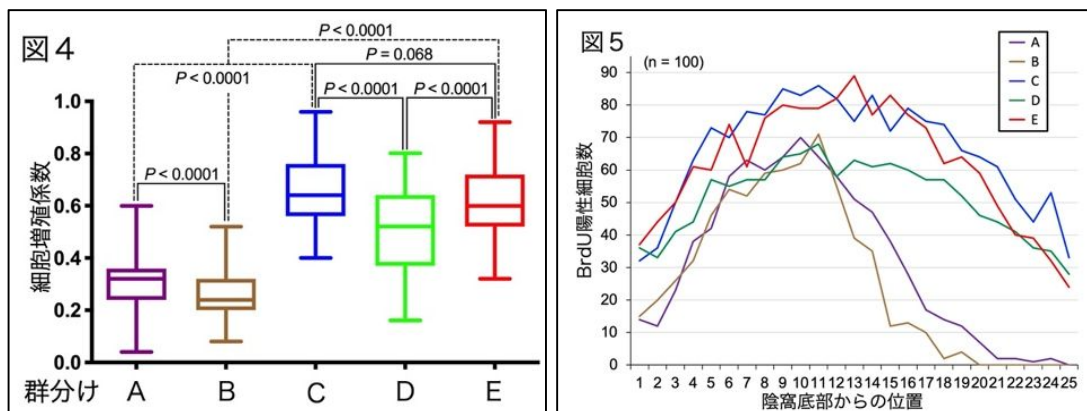 図4
P < 0.0001
P = 0.068
P < 0.0001
P < 0.0001
P < 0.0001
P < 0.0001
細胞増殖係数
1.0
0.8
0.6
0.4
0.2
0.0
群分け A B C D E
図5
(n = 100)
A
B
C
D
E
BrdU陽性細胞数
90
80
70
60
50
40
30
20
10
0
1 2 3 4 5 6 7 8 9 10 11 12 13 14 15 16 17 18 19 20 21 22 23 24 25
陰窩底部からの位置